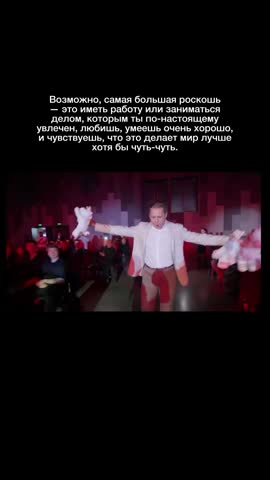 Возможно, самая большая роскошь
— это иметь работу или заниматься
делом, которым ты по-настоящему
увлечен, любишь, умеешь очень хорошо,
и чувствуешь, что это делает мир лучше
хотя бы чуть-чуть.